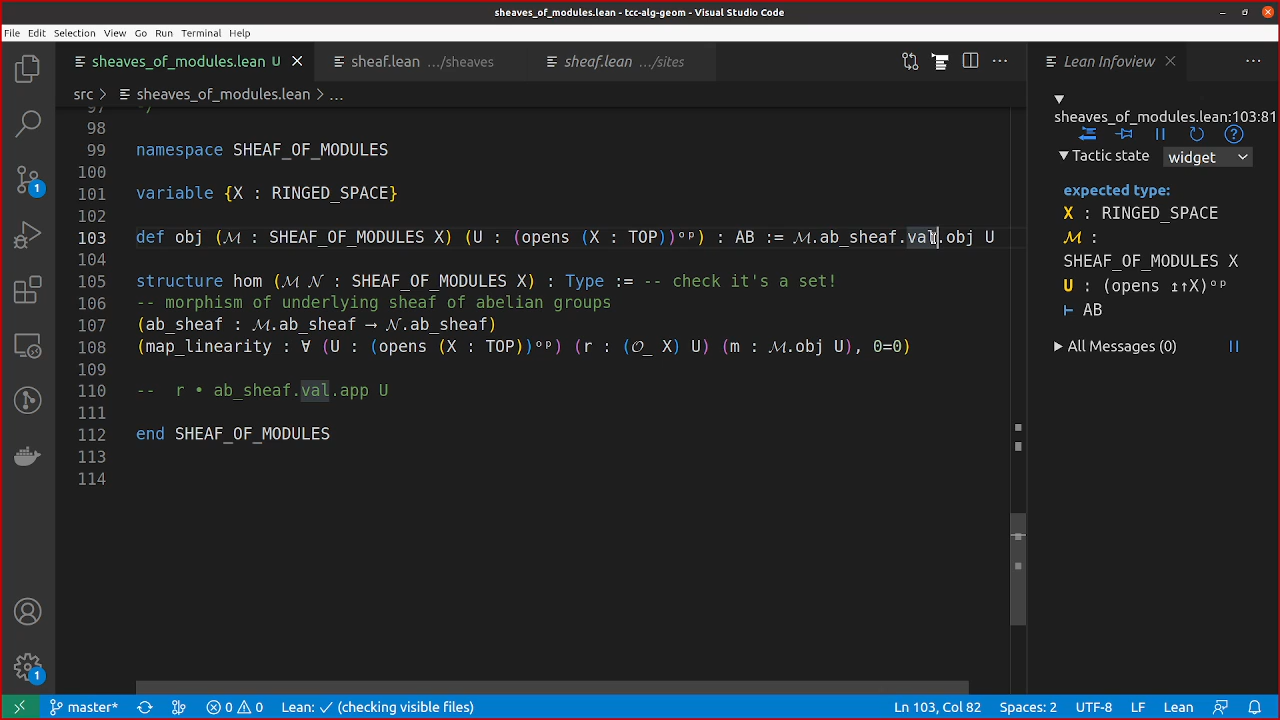 sheaves_of_modules.lean - tcc-alg-geom - Visual Studio Code
File Edit Selection View Go Run Terminal Help
sheaves_of_modules.lean U sheaf.lean .../sheaves sheaf.lean .../sites Lean Infoview
src > sheaves_of_modules.lean > ...
97 -/
98
99 namespace SHEAF_OF_MODULES
100
101 variable {X : RINGED_SPACE}
102
103 def obj (ℳ : SHEAF_OF_MODULES X) (U : (opens (X : TOP))ᵒᵖ) : AB := ℳ.ab_sheaf.val.obj U
104
105 structure hom (ℳ 𝒩 : SHEAF_OF_MODULES X) : Type := -- check it's a set!
106 -- morphism of underlying sheaf of abelian groups
107 (ab_sheaf : ℳ.ab_sheaf ⟶ 𝒩.ab_sheaf)
108 (map_linearity : ∀ (U : (opens (X : TOP))ᵒᵖ) (r : (𝒪_ X) U) (m : ℳ.obj U), 0=0)
109
110 --  r • ab_sheaf.val.app U
111
112 end SHEAF_OF_MODULES
113
114
sheaves_of_modules.lean:103:81
Tactic state widget
expected type:
X : RINGED_SPACE
ℳ :
SHEAF_OF_MODULES X
U : (opens ↥↑X)ᵒᵖ
⊢ AB
All Messages (0)
1
1
master* 0 0 Lean: ✓ (checking visible files) Ln 103, Col 82 Spaces: 2 UTF-8 LF Lean